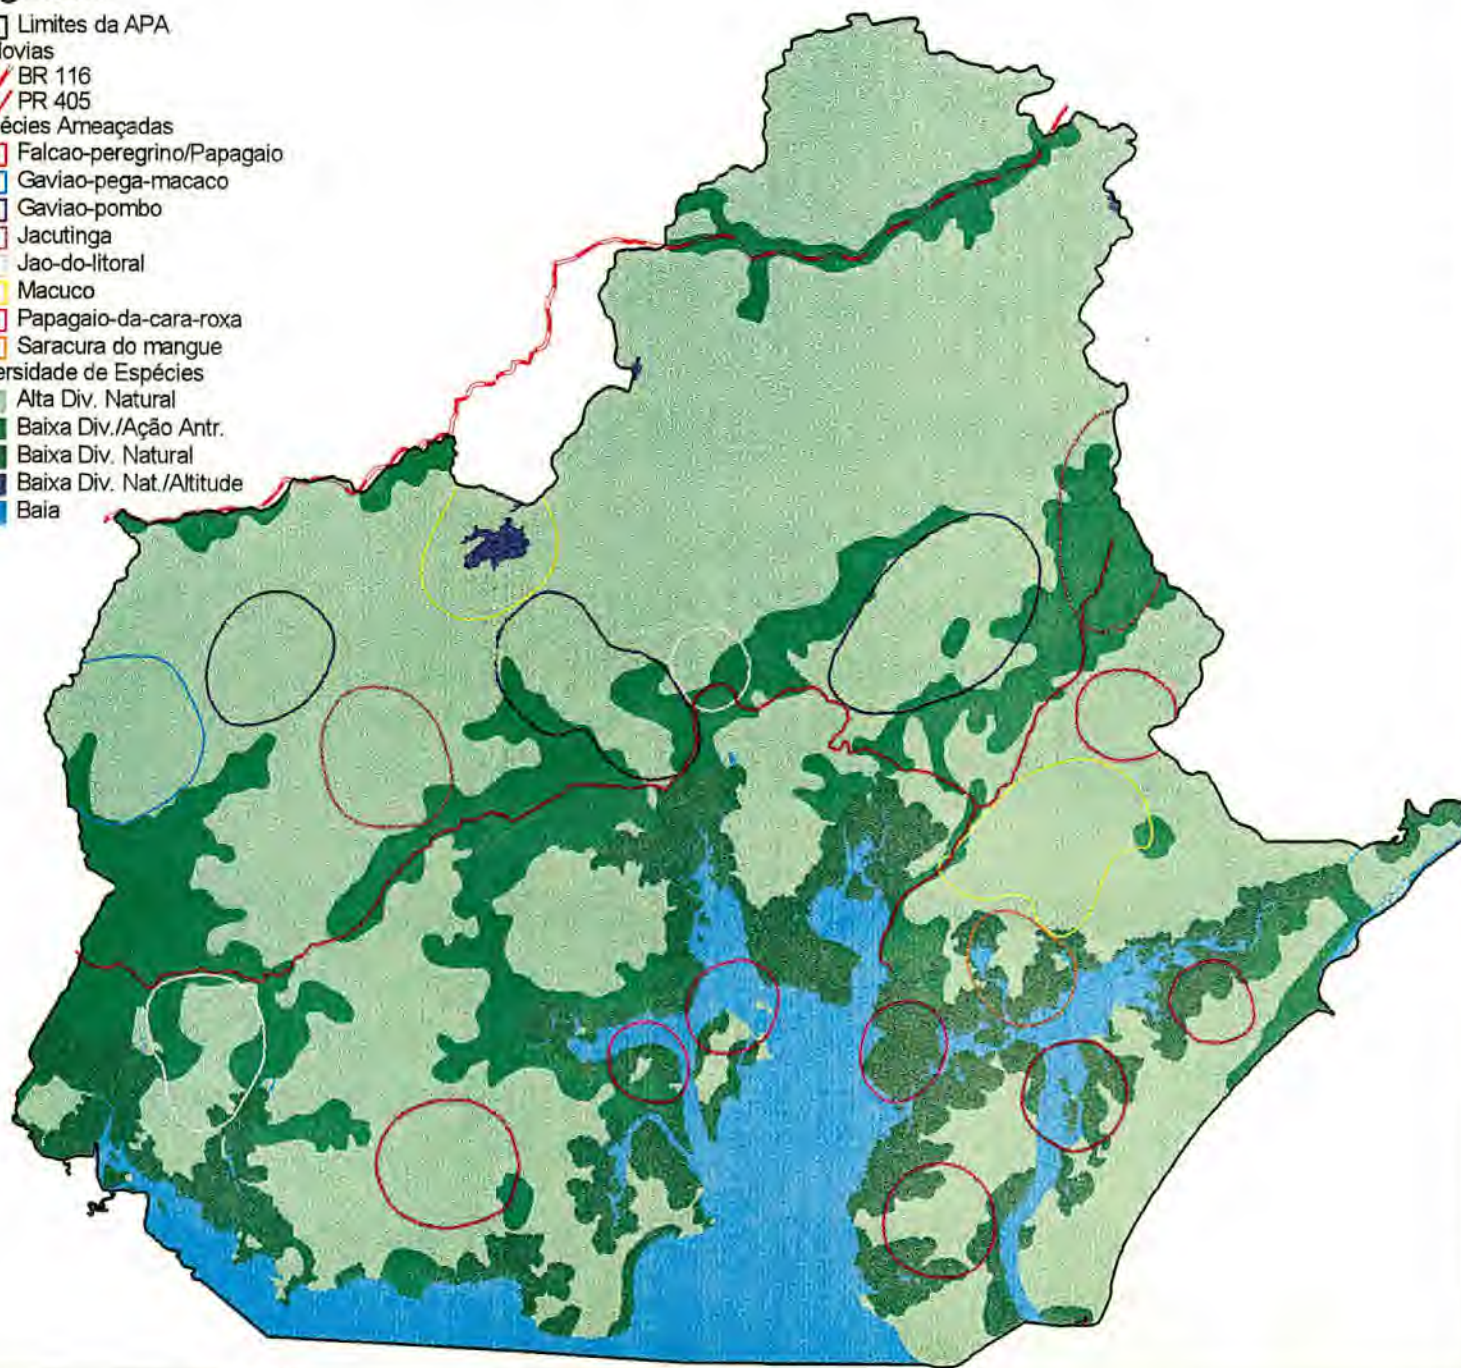 Limites da APA
ovias
BR 116
PR 405
écies Ameaçadas
Falcao-peregrino/Papagaio
Gaviao-pega-macaco
Gaviao-pombo
Jacutinga
Jao-do-litoral
Macuco
Papagaio-da-cara-roxa
Saracura do mangue
ersidade de Espécies
Alta Div. Natural
Baixa Div./Ação Antr.
Baixa Div. Natural
Baixa Div. Nat./Altitude
Baia